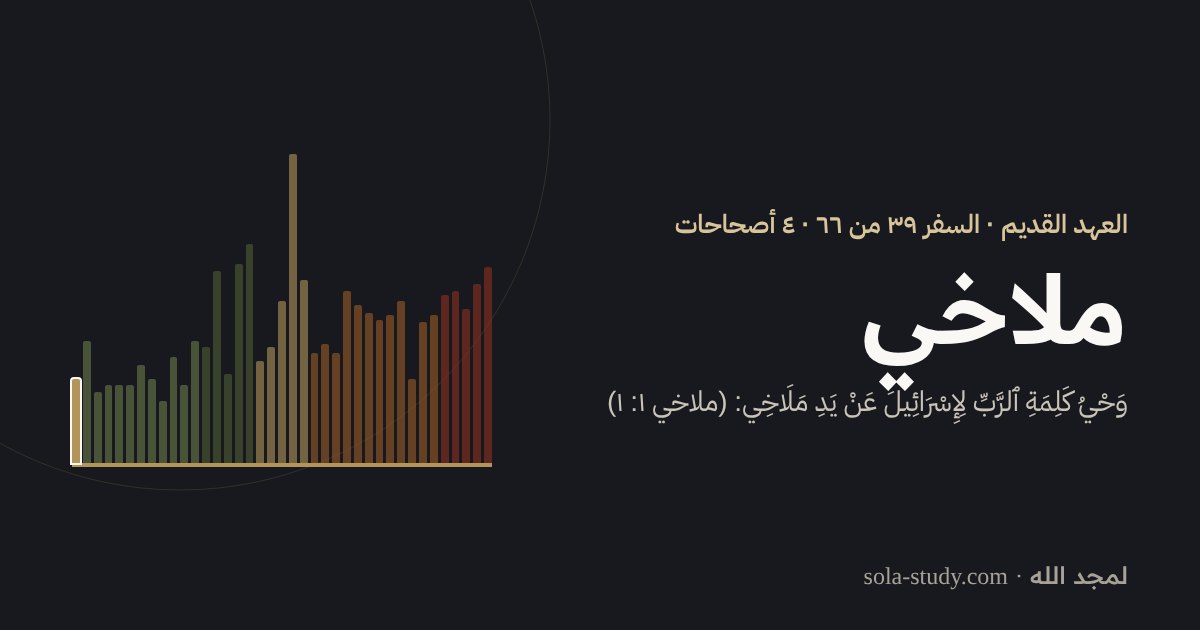 العهد القديم · السفر ٣٩ من ٦٦ · ٤ أصحاحات
ملاخي
وَحْيُ كَلِمَةِ ٱلرَّبِّ لِإِسْرَائِيلَ عَنْ يَدِ مَلَاخِي: (ملاخي ١: ١)
لمجد الله · sola-study.com